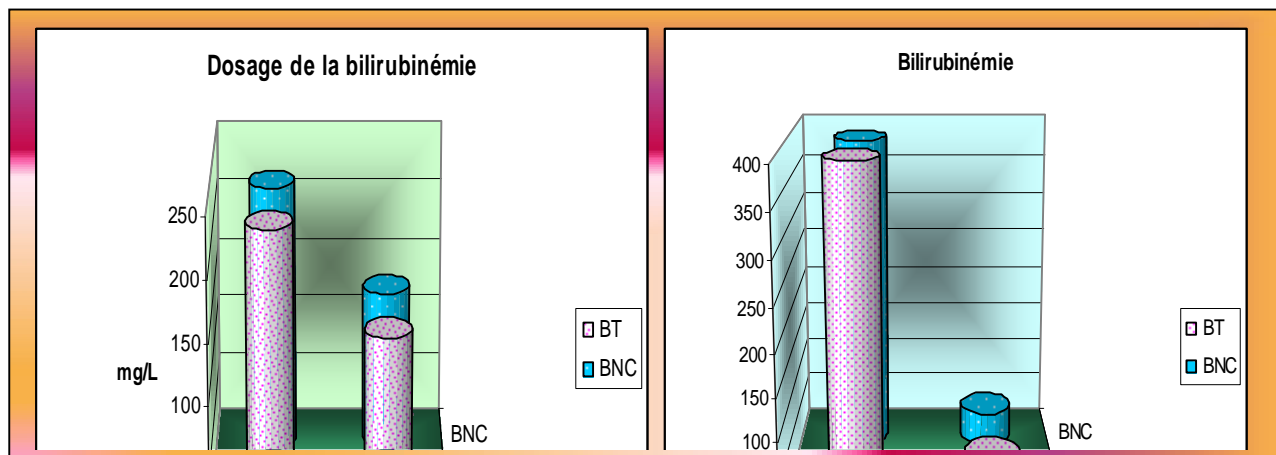 Dosage de la bilirubinémie
250
200
150
mg/L
100
BNC
BT
BNC
Bilirubinémie
400
350
300
250
200
150
100
BNC
BT
BNC